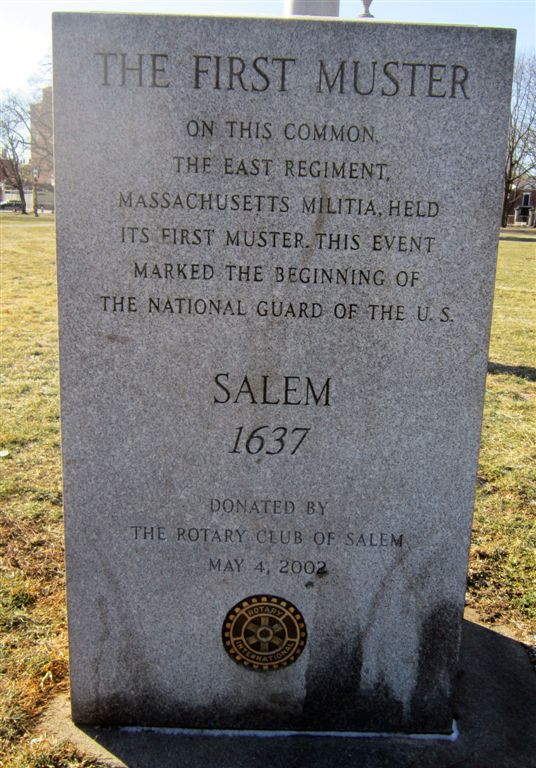 THE FIRST MUSTER
ON THIS COMMON,
THE EAST REGIMENT,
MASSACHUSETTS MILITIA, HELD
ITS FIRST MUSTER. THIS EVENT
MARKED THE BEGINNING OF
THE NATIONAL GUARD OF THE U. S.
SALEM
1637
DONATED BY
THE ROTARY CLUB OF SALEM
MAY 4, 2002
ROTARY
INTERNATIONAL